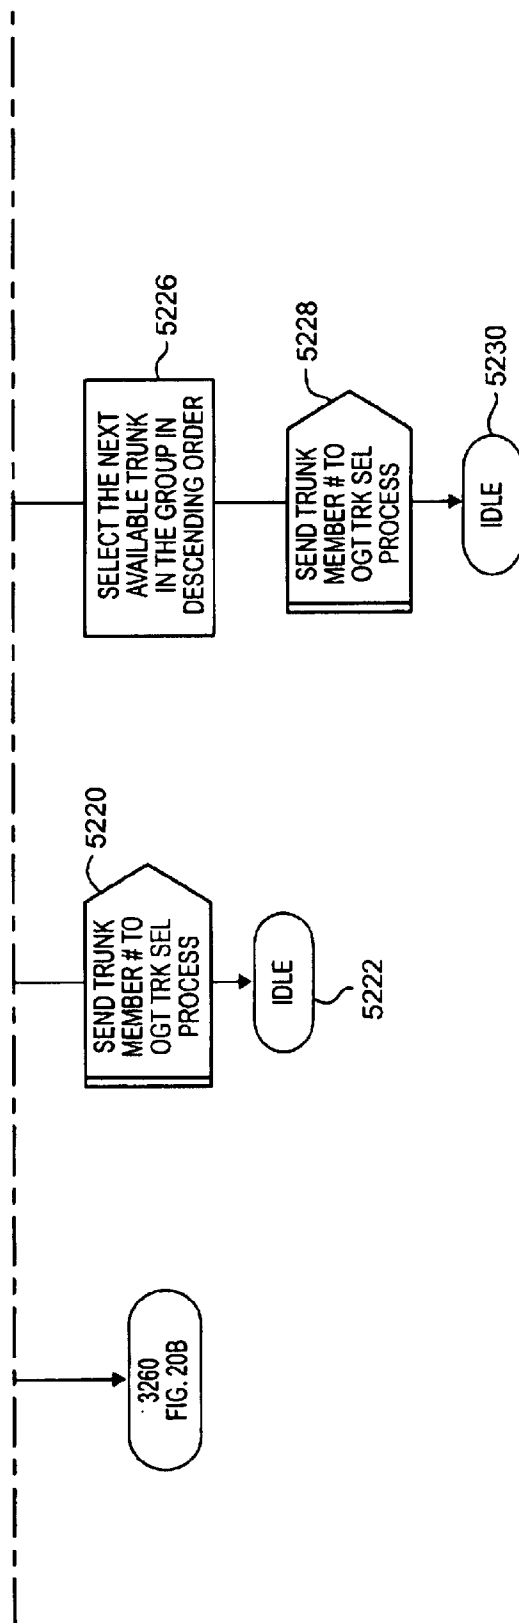 3260
FIG. 20B
SEND TRUNK
MEMBER # TO
OGT TRK SEL
PROCESS
5220
IDLE
5222
SELECT THE NEXT
AVAILABLE TRUNK
IN THE GROUP IN
DESCENDING ORDER
5226
SEND TRUNK
MEMBER # TO
OGT TRK SEL
PROCESS
5228
IDLE
5230